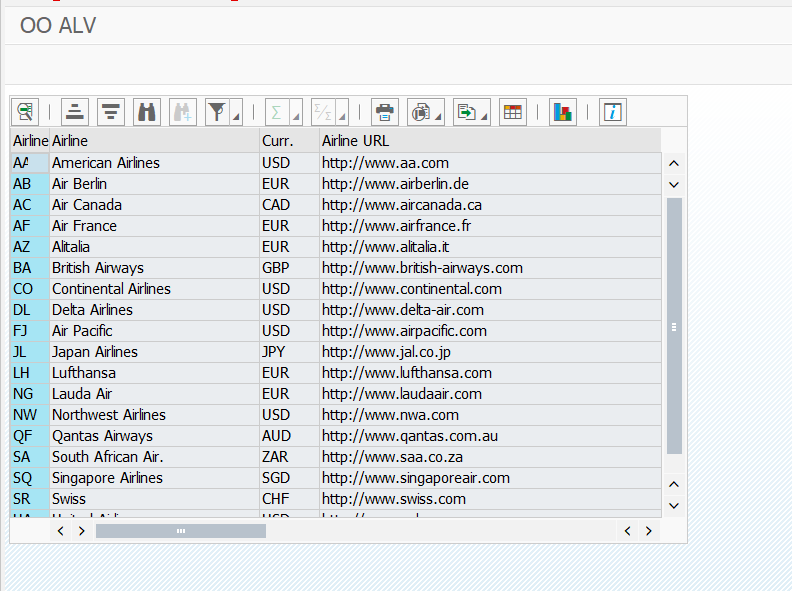 OO ALV
Airline Airline Curr. Airline URL
AA American Airlines USD http://www.aa.com
AB Air Berlin EUR http://www.airberlin.de
AC Air Canada CAD http://www.aircanada.ca
AF Air France EUR http://www.airfrance.fr
AZ Alitalia EUR http://www.alitalia.it
BA British Airways GBP http://www.british-airways.com
CO Continental Airlines USD http://www.continental.com
DL Delta Airlines USD http://www.delta-air.com
FJ Air Pacific USD http://www.airpacific.com
JL Japan Airlines JPY http://www.jal.co.jp
LH Lufthansa EUR http://www.lufthansa.com
NG Lauda Air EUR http://www.laudaair.com
NW Northwest Airlines USD http://www.nwa.com
QF Qantas Airways AUD http://www.qantas.com.au
SA South African Air. ZAR http://www.saa.co.za
SQ Singapore Airlines SGD http://www.singaporeair.com
SR Swiss CHF http://www.swiss.com